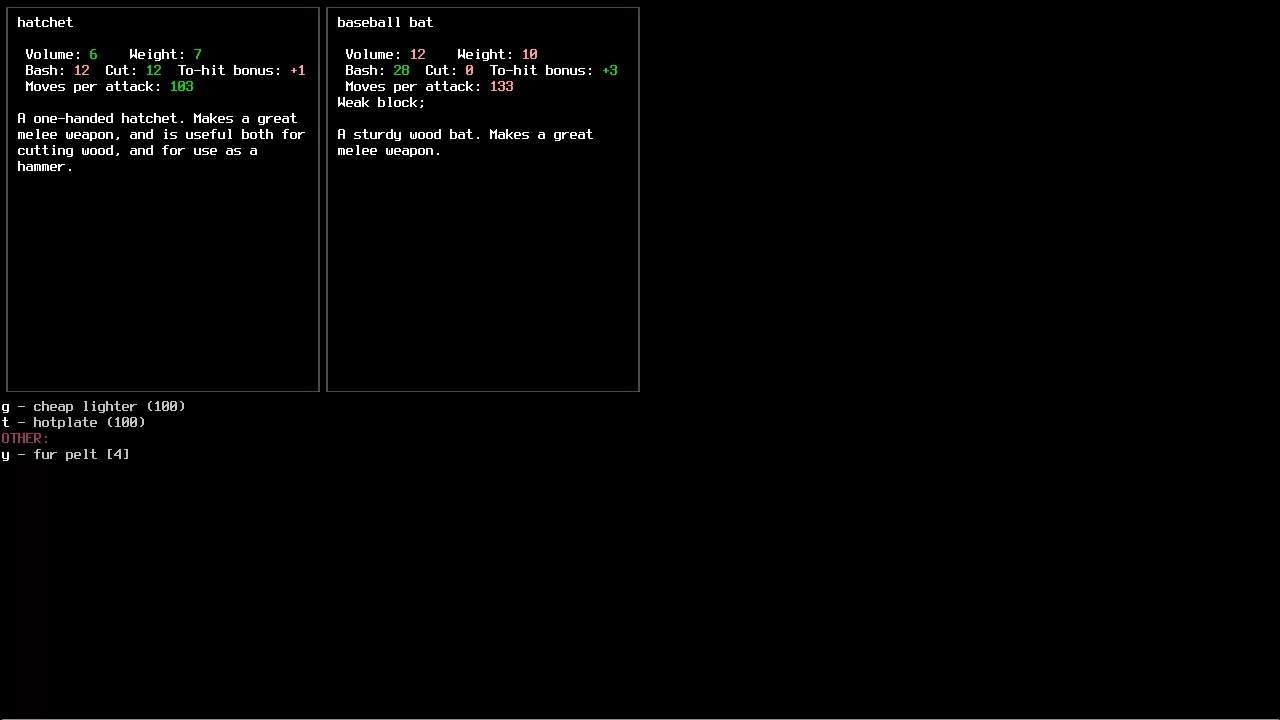 hatchet
Volume: 6    Weight: 7
Bash: 12  Cut: 12  To-hit bonus: +1
Moves per attack: 103
A one-handed hatchet. Makes a great
melee weapon, and is useful both for
cutting wood, and for use as a
hammer.
baseball bat
Volume: 12    Weight: 10
Bash: 28  Cut: 0  To-hit bonus: +3
Moves per attack: 133
Weak block;
A sturdy wood bat. Makes a great
melee weapon.
g - cheap lighter (100)
t - hotplate (100)
OTHER:
y - fur pelt [4]